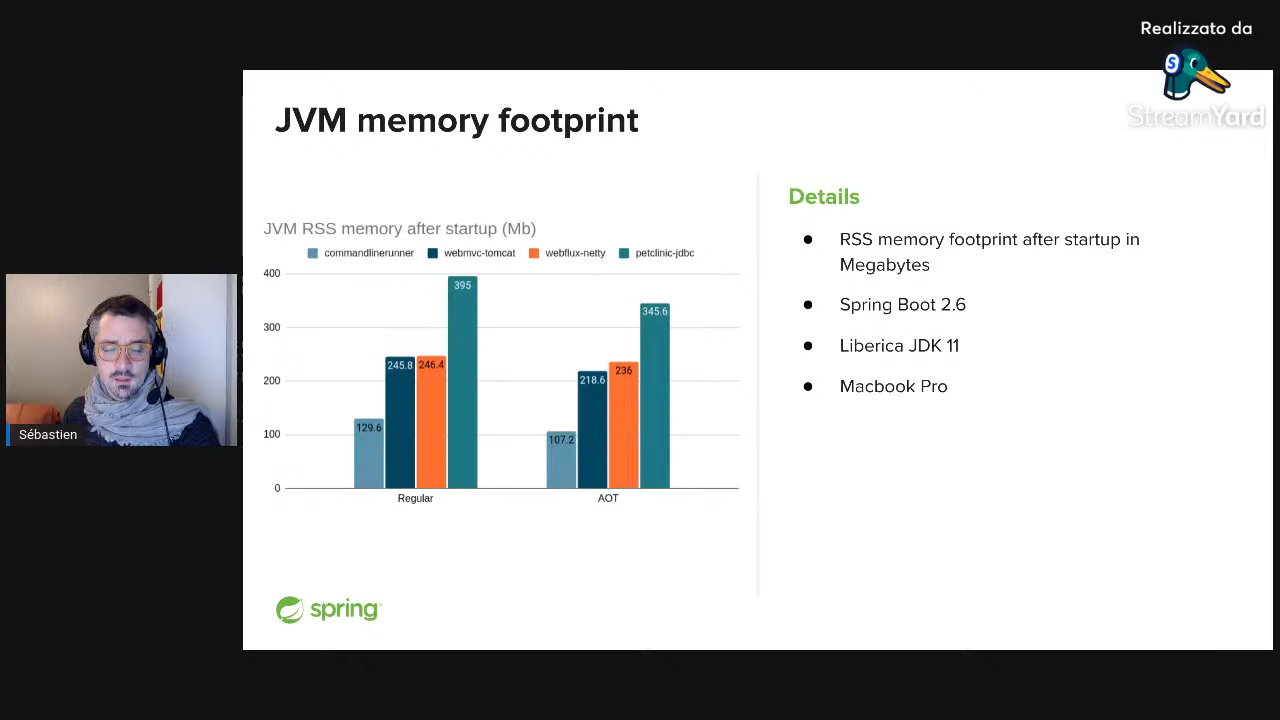 Realizzato da
StreamYard
JVM memory footprint
JVM RSS memory after startup (Mb)
commandlinerunner webmvc-tomcat webflux-netty petclinic-jdbc
400
300
200
100
0
129.6 245.8 246.4 395
107.2 218.6 236 345.6
Regular AOT
Details
● RSS memory footprint after startup in
Megabytes
● Spring Boot 2.6
● Liberica JDK 11
● Macbook Pro
Sébastien
spring